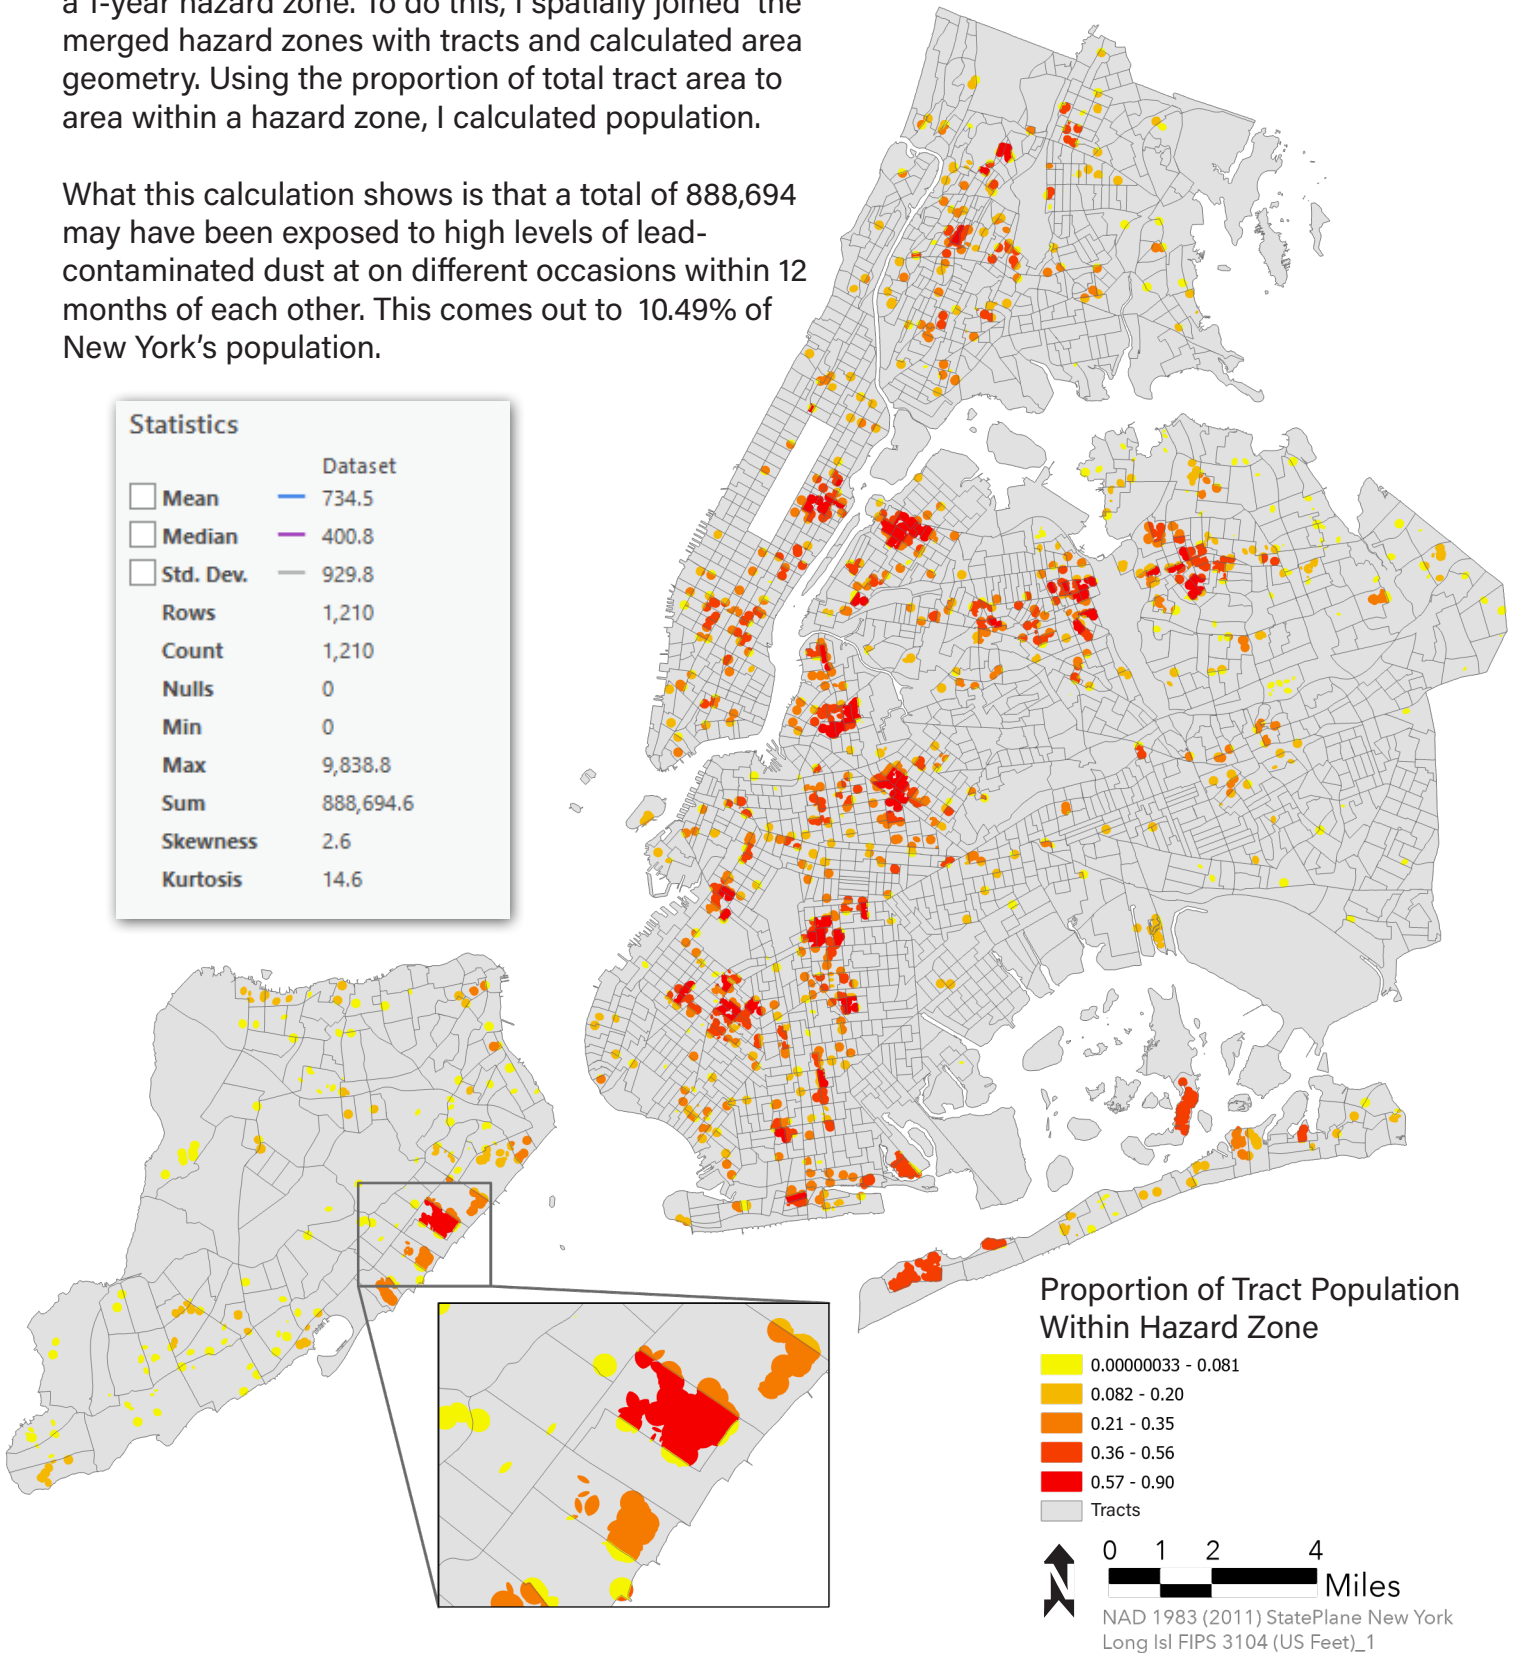 a 1-year hazard zone. To do this, I spatially joined  the
merged hazard zones with tracts and calculated area
geometry. Using the proportion of total tract area to
area within a hazard zone, I calculated population.
What this calculation shows is that a total of 888,694
may have been exposed to high levels of lead-
contaminated dust at on different occasions within 12
months of each other. This comes out to  10.49% of
New York's population.
Statistics
Dataset
Mean 734.5
Median 400.8
Std. Dev. 929.8
Rows 1,210
Count 1,210
Nulls 0
Min 0
Max 9,838.8
Sum 888,694.6
Skewness 2.6
Kurtosis 14.6
Proportion of Tract Population
Within Hazard Zone
0.00000033 - 0.081
0.082 - 0.20
0.21 - 0.35
0.36 - 0.56
0.57 - 0.90
Tracts
0 1 2 4
Miles
N
NAD 1983 (2011) StatePlane New York
Long Isl FIPS 3104 (US Feet)_1